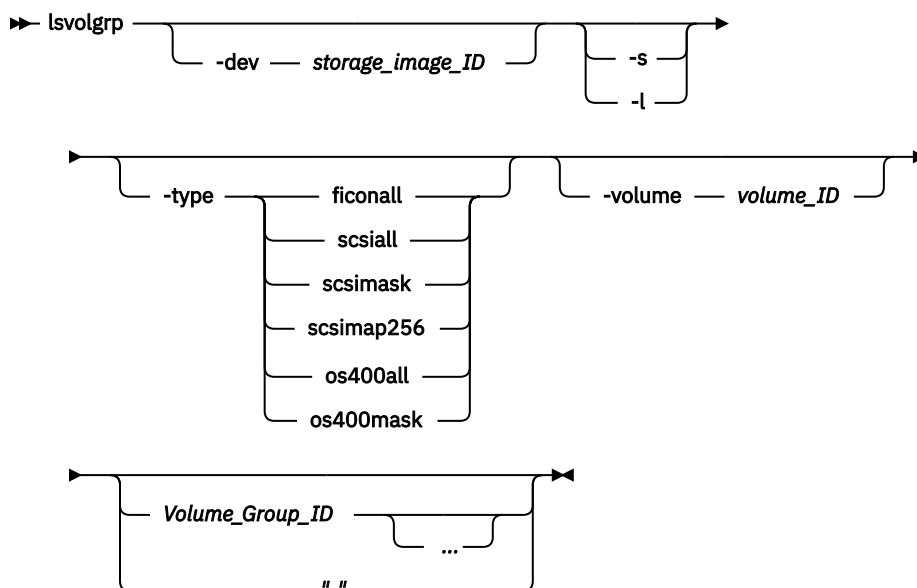 lsvolgrp
-dev storage_image_ID
-s
-l
-type
ficonall
scsiall
scsimask
scsimap256
os400all
os400mask
-volume volume_ID
Volume_Group_ID
...